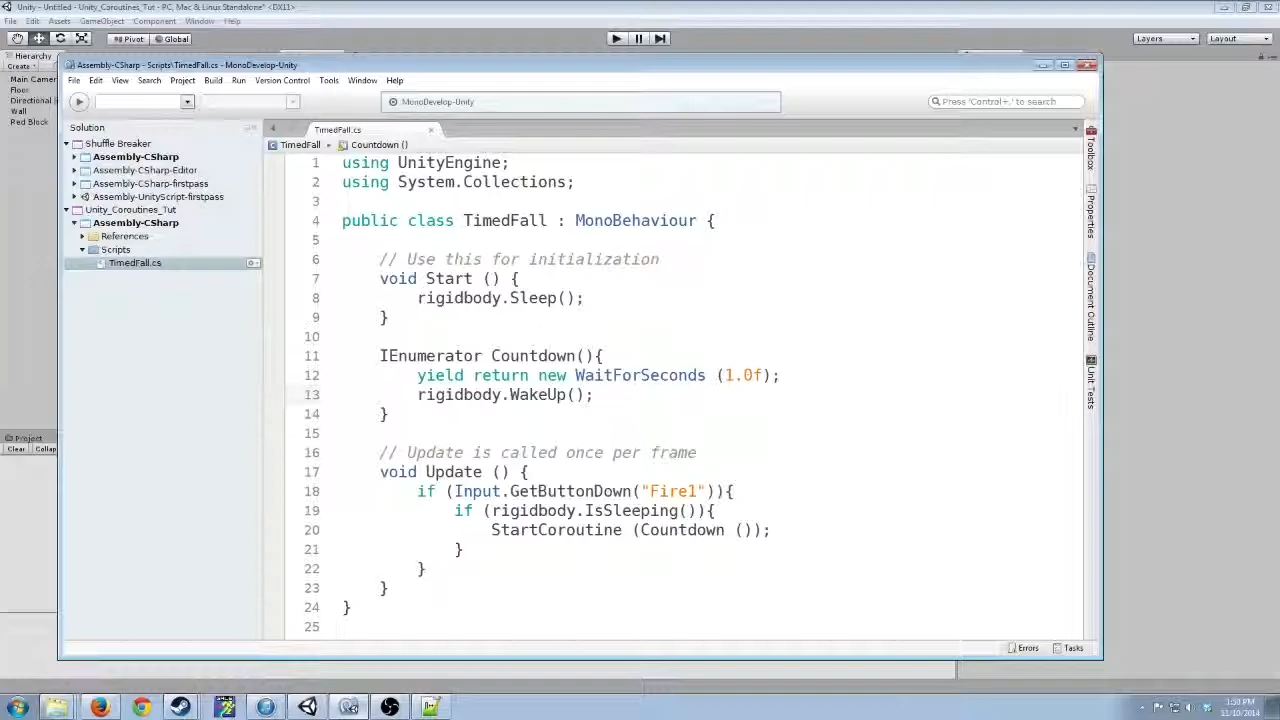 Unity - Untitled - Unity_Coroutines_Tut - PC, Mac & Linux Standalone* <DX11>
File Edit Assets GameObject Component Window Help
Pivot Global Layers Layout
Hierarchy
Create
Main Camer
Floor
Directional
Wall
Red Block
Project
Clear Collap
Assembly-CSharp - Scripts\TimedFall.cs - MonoDevelop-Unity
File Edit View Search Project Build Run Version Control Tools Window Help
MonoDevelop-Unity
Press 'Control+,' to search
Solution
Shuffle Breaker
Assembly-CSharp
Assembly-CSharp-Editor
Assembly-CSharp-firstpass
Assembly-UnityScript-firstpass
Unity_Coroutines_Tut
Assembly-CSharp
References
Scripts
TimedFall.cs
TimedFall.cs
TimedFall Countdown ()
1 using UnityEngine;
2 using System.Collections;
3
4 public class TimedFall : MonoBehaviour {
5
6 // Use this for initialization
7 void Start () {
8 rigidbody.Sleep();
9 }
10
11 IEnumerator Countdown(){
12 yield return new WaitForSeconds (1.0f);
13 rigidbody.WakeUp();
14 }
15
16 // Update is called once per frame
17 void Update () {
18 if (Input.GetButtonDown("Fire1")){
19 if (rigidbody.IsSleeping()){
20 StartCoroutine (Countdown ());
21 }
22 }
23 }
24 }
25
Toolbox
Properties
Document Outline
Unit Tests
Errors Tasks
1:50 PM
11/10/2014